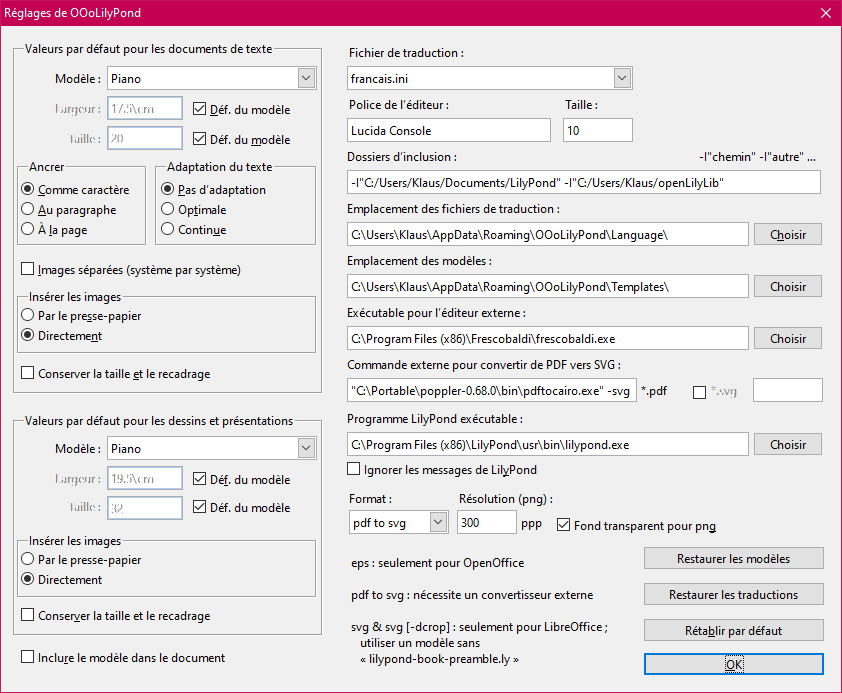 Réglages de OOoLilyPond
Valeurs par défaut pour les documents de texte
Modèle : Piano
Largeur : 17.5\cm Déf. du modèle
Taille : 20 Déf. du modèle
Ancrer
Comme caractère
Au paragraphe
À la page
Adaptation du texte
Pas d'adaptation
Optimale
Continue
Images séparées (système par système)
Insérer les images
Par le presse-papier
Directement
Conserver la taille et le recadrage
Valeurs par défaut pour les dessins et présentations
Modèle : Piano
Largeur : 19.5\cm Déf. du modèle
Taille : 32 Déf. du modèle
Insérer les images
Par le presse-papier
Directement
Conserver la taille et le recadrage
Inclure le modèle dans le document
Fichier de traduction :
francais.ini
Police de l'éditeur : Taille :
Lucida Console 10
Dossiers d'inclusion : -I"chemin" -I"autre" ...
-I"C:/Users/Klaus/Documents/LilyPond" -I"C:/Users/Klaus/openLilyLib"
Emplacement des fichiers de traduction :
C:\Users\Klaus\AppData\Roaming\OOoLilyPond\Language\ Choisir
Emplacement des modèles :
C:\Users\Klaus\AppData\Roaming\OOoLilyPond\Templates\ Choisir
Exécutable pour l'éditeur externe :
C:\Program Files (x86)\Frescobaldi\frescobaldi.exe Choisir
Commande externe pour convertir de PDF vers SVG :
"C:\Portable\poppler-0.68.0\bin\pdftocairo.exe" -svg *.pdf *.svg
Programme LilyPond exécutable :
C:\Program Files (x86)\LilyPond\usr\bin\lilypond.exe Choisir
Ignorer les messages de LilyPond
Format : Résolution (png) :
pdf to svg 300 ppp Fond transparent pour png
eps : seulement pour OpenOffice
pdf to svg : nécessite un convertisseur externe
svg & svg [-dcrop] : seulement pour LibreOffice ;
utiliser un modèle sans
« lilypond-book-preamble.ly »
Restaurer les modèles
Restaurer les traductions
Rétablir par défaut
OK